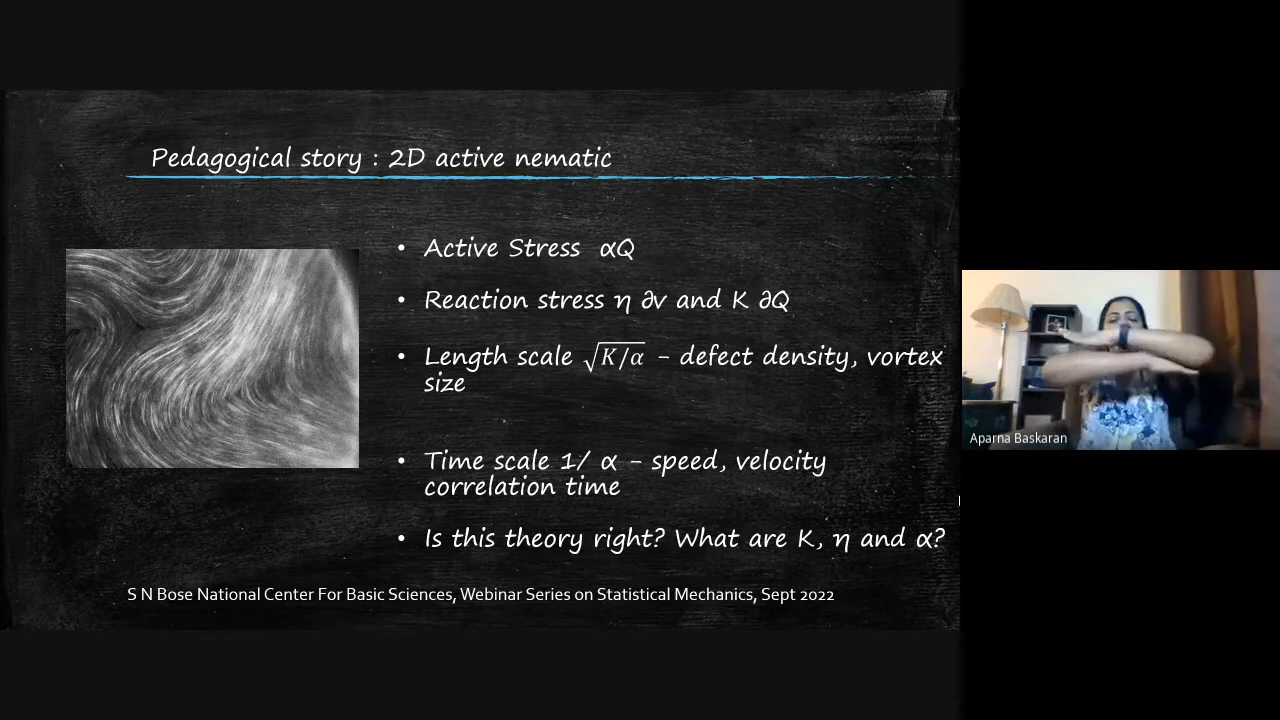 Pedagogical story : 2D active nematic
• Active Stress αQ
• Reaction stress η ∂v and K ∂Q
• Length scale √K/α – defect density, vortex
size
• Time scale 1/ α – speed, velocity
correlation time
• Is this theory right? What are K, η and α?
S N Bose National Center For Basic Sciences, Webinar Series on Statistical Mechanics, Sept 2022
Aparna Baskaran